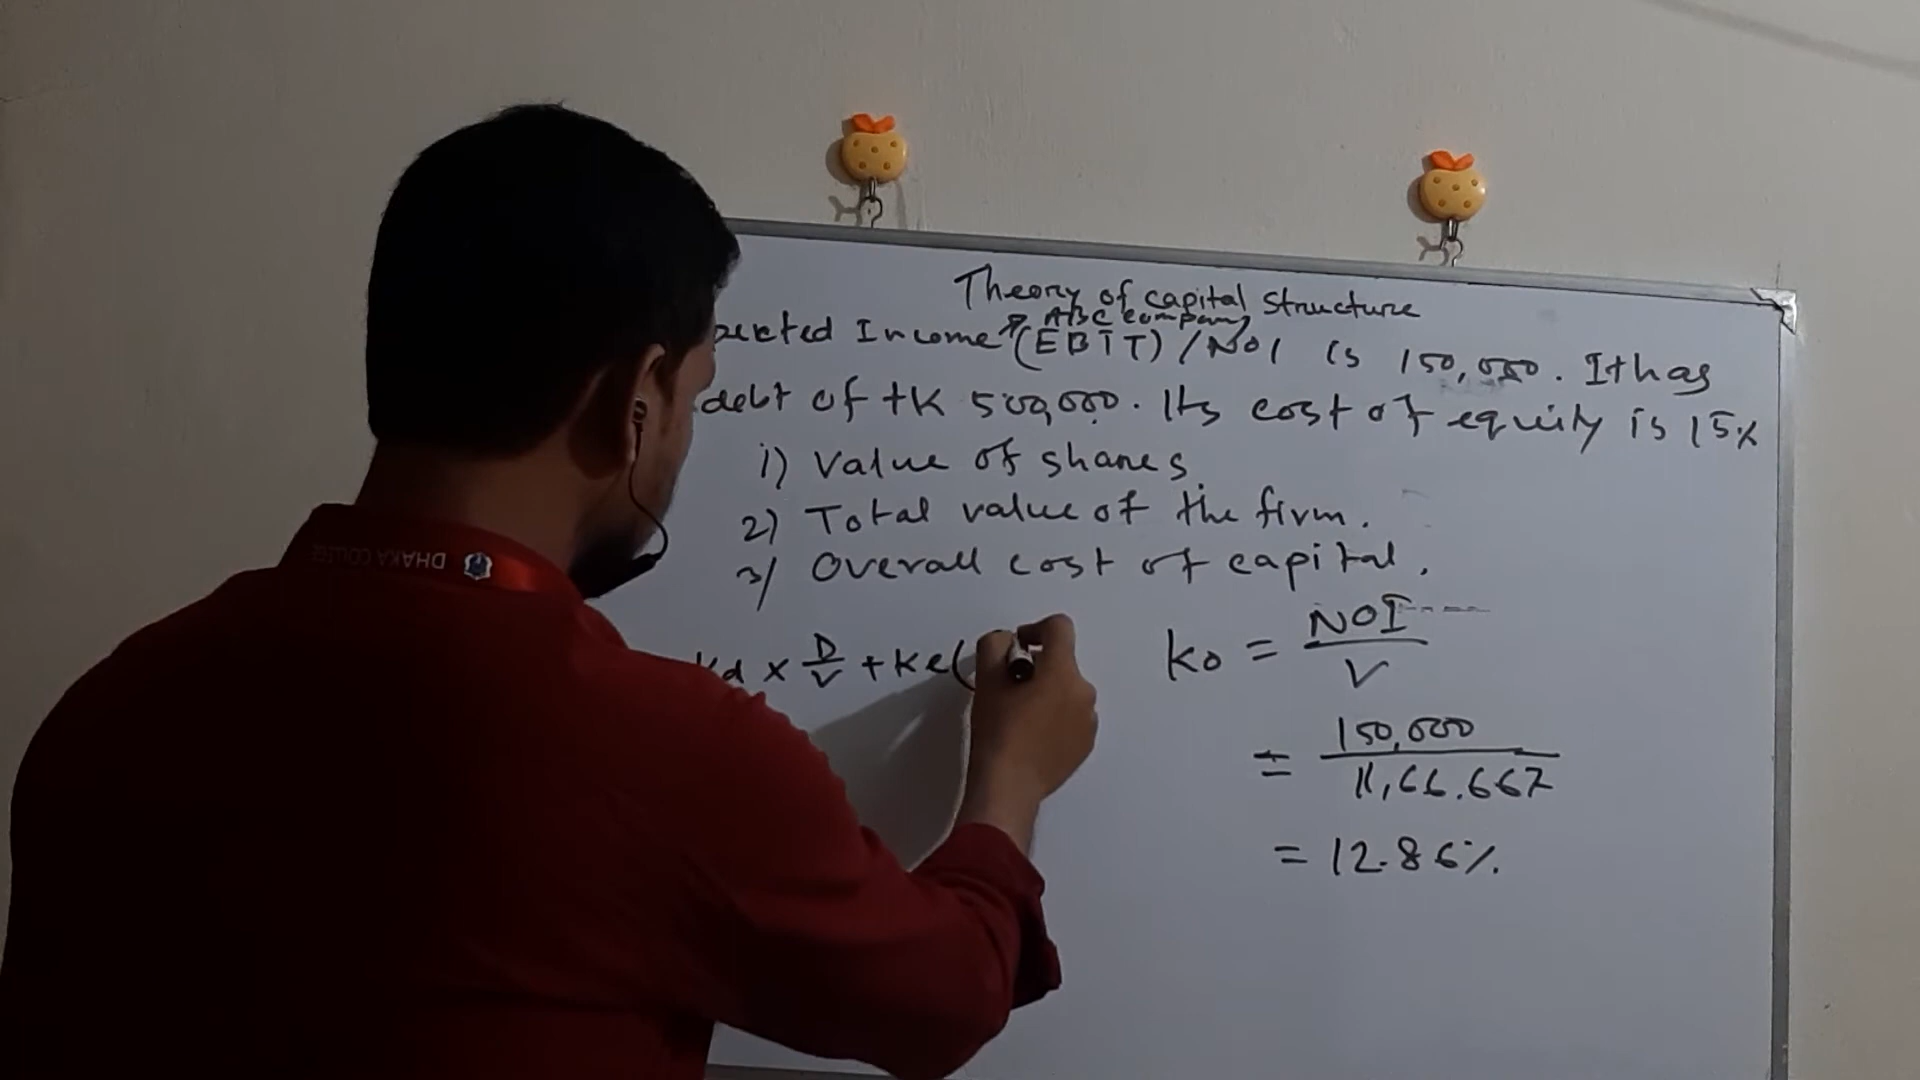 Theory of capital structure
ABC company
pected Income (EBIT) / NOI is 150,000. It has
debt of tK 500,000. Its cost of equity is 15%
1) Value of shares
2) Total value of the firm.
3) Overall cost of capital.
Kd × D/V + Ke(
Ko = NOI/V
= 150,000/11,66,667
= 12.86%
DHAKA COLLEGE